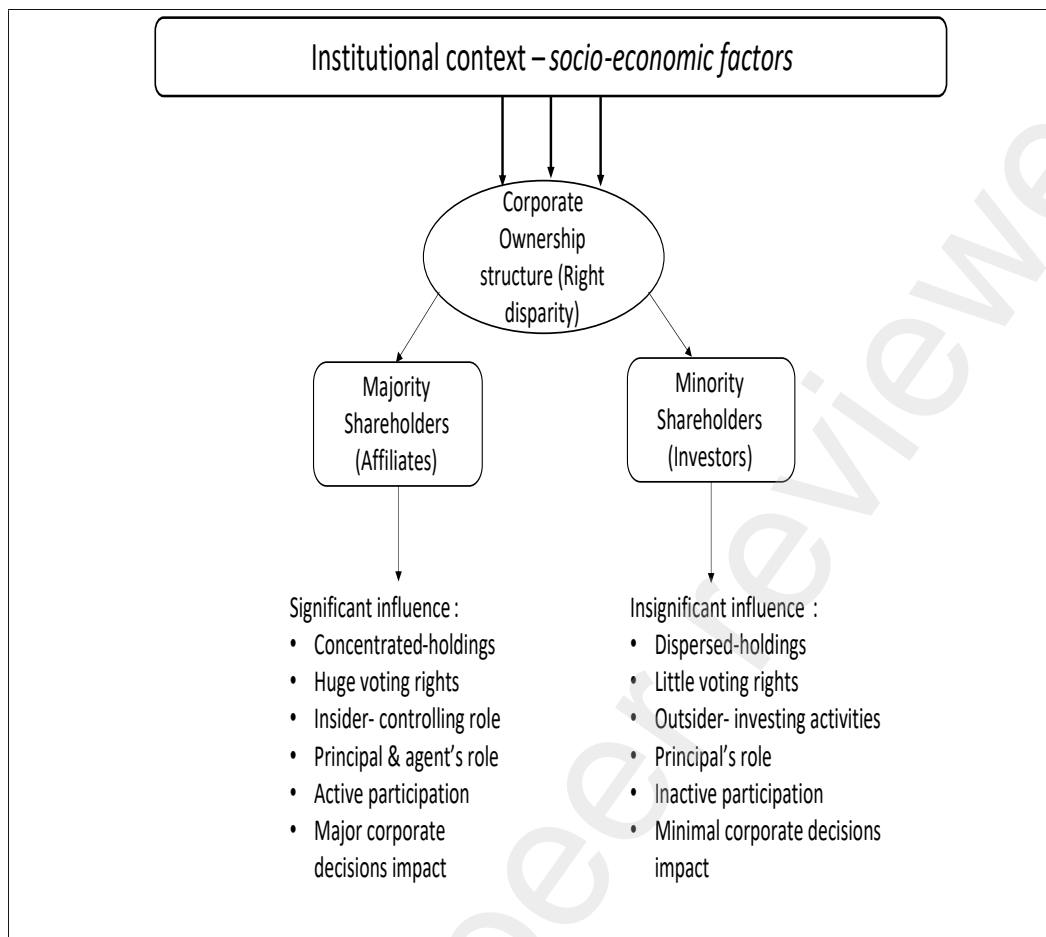 Institutional context – socio-economic factors
Corporate
Ownership
structure (Right
disparity)
Majority
Shareholders
(Affiliates)
Minority
Shareholders
(Investors)
Significant influence :
• Concentrated-holdings
• Huge voting rights
• Insider- controlling role
• Principal & agent's role
• Active participation
• Major corporate
decisions impact
Insignificant influence :
• Dispersed-holdings
• Little voting rights
• Outsider- investing activities
• Principal's role
• Inactive participation
• Minimal corporate decisions
impact
eer reviewe